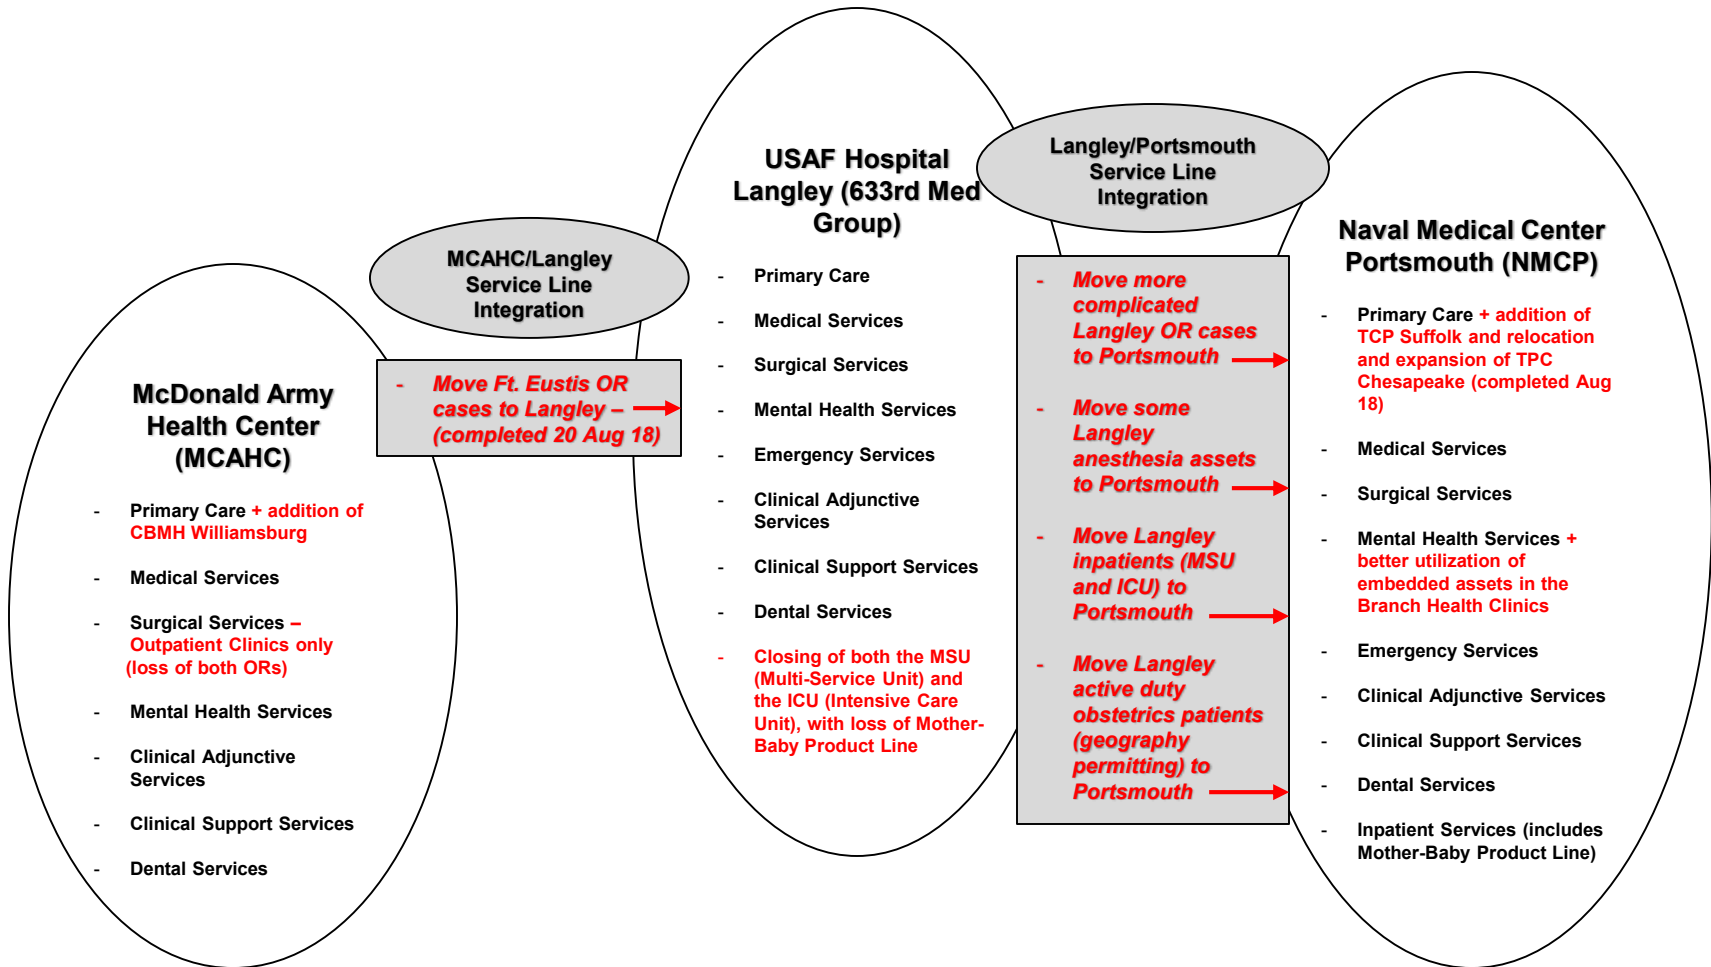 McDonald Army
Health Center
(MCAHC)
- Primary Care + addition of
CBMH Williamsburg
- Medical Services
- Surgical Services –
Outpatient Clinics only
(loss of both ORs)
- Mental Health Services
- Clinical Adjunctive
Services
- Clinical Support Services
- Dental Services
MCAHC/Langley
Service Line
Integration
- Move Ft. Eustis OR
cases to Langley –
(completed 20 Aug 18)
USAF Hospital
Langley (633rd Med
Group)
- Primary Care
- Medical Services
- Surgical Services
- Mental Health Services
- Emergency Services
- Clinical Adjunctive
Services
- Clinical Support Services
- Dental Services
- Closing of both the MSU
(Multi-Service Unit) and
the ICU (Intensive Care
Unit), with loss of Mother-
Baby Product Line
Langley/Portsmouth
Service Line
Integration
- Move more
complicated
Langley OR cases
to Portsmouth
- Move some
Langley
anesthesia assets
to Portsmouth
- Move Langley
inpatients (MSU
and ICU) to
Portsmouth
- Move Langley
active duty
obstetrics patients
(geography
permitting) to
Portsmouth
Naval Medical Center
Portsmouth (NMCP)
- Primary Care + addition of
TCP Suffolk and relocation
and expansion of TPC
Chesapeake (completed Aug
18)
- Medical Services
- Surgical Services
- Mental Health Services +
better utilization of
embedded assets in the
Branch Health Clinics
- Emergency Services
- Clinical Adjunctive Services
- Clinical Support Services
- Dental Services
- Inpatient Services (includes
Mother-Baby Product Line)